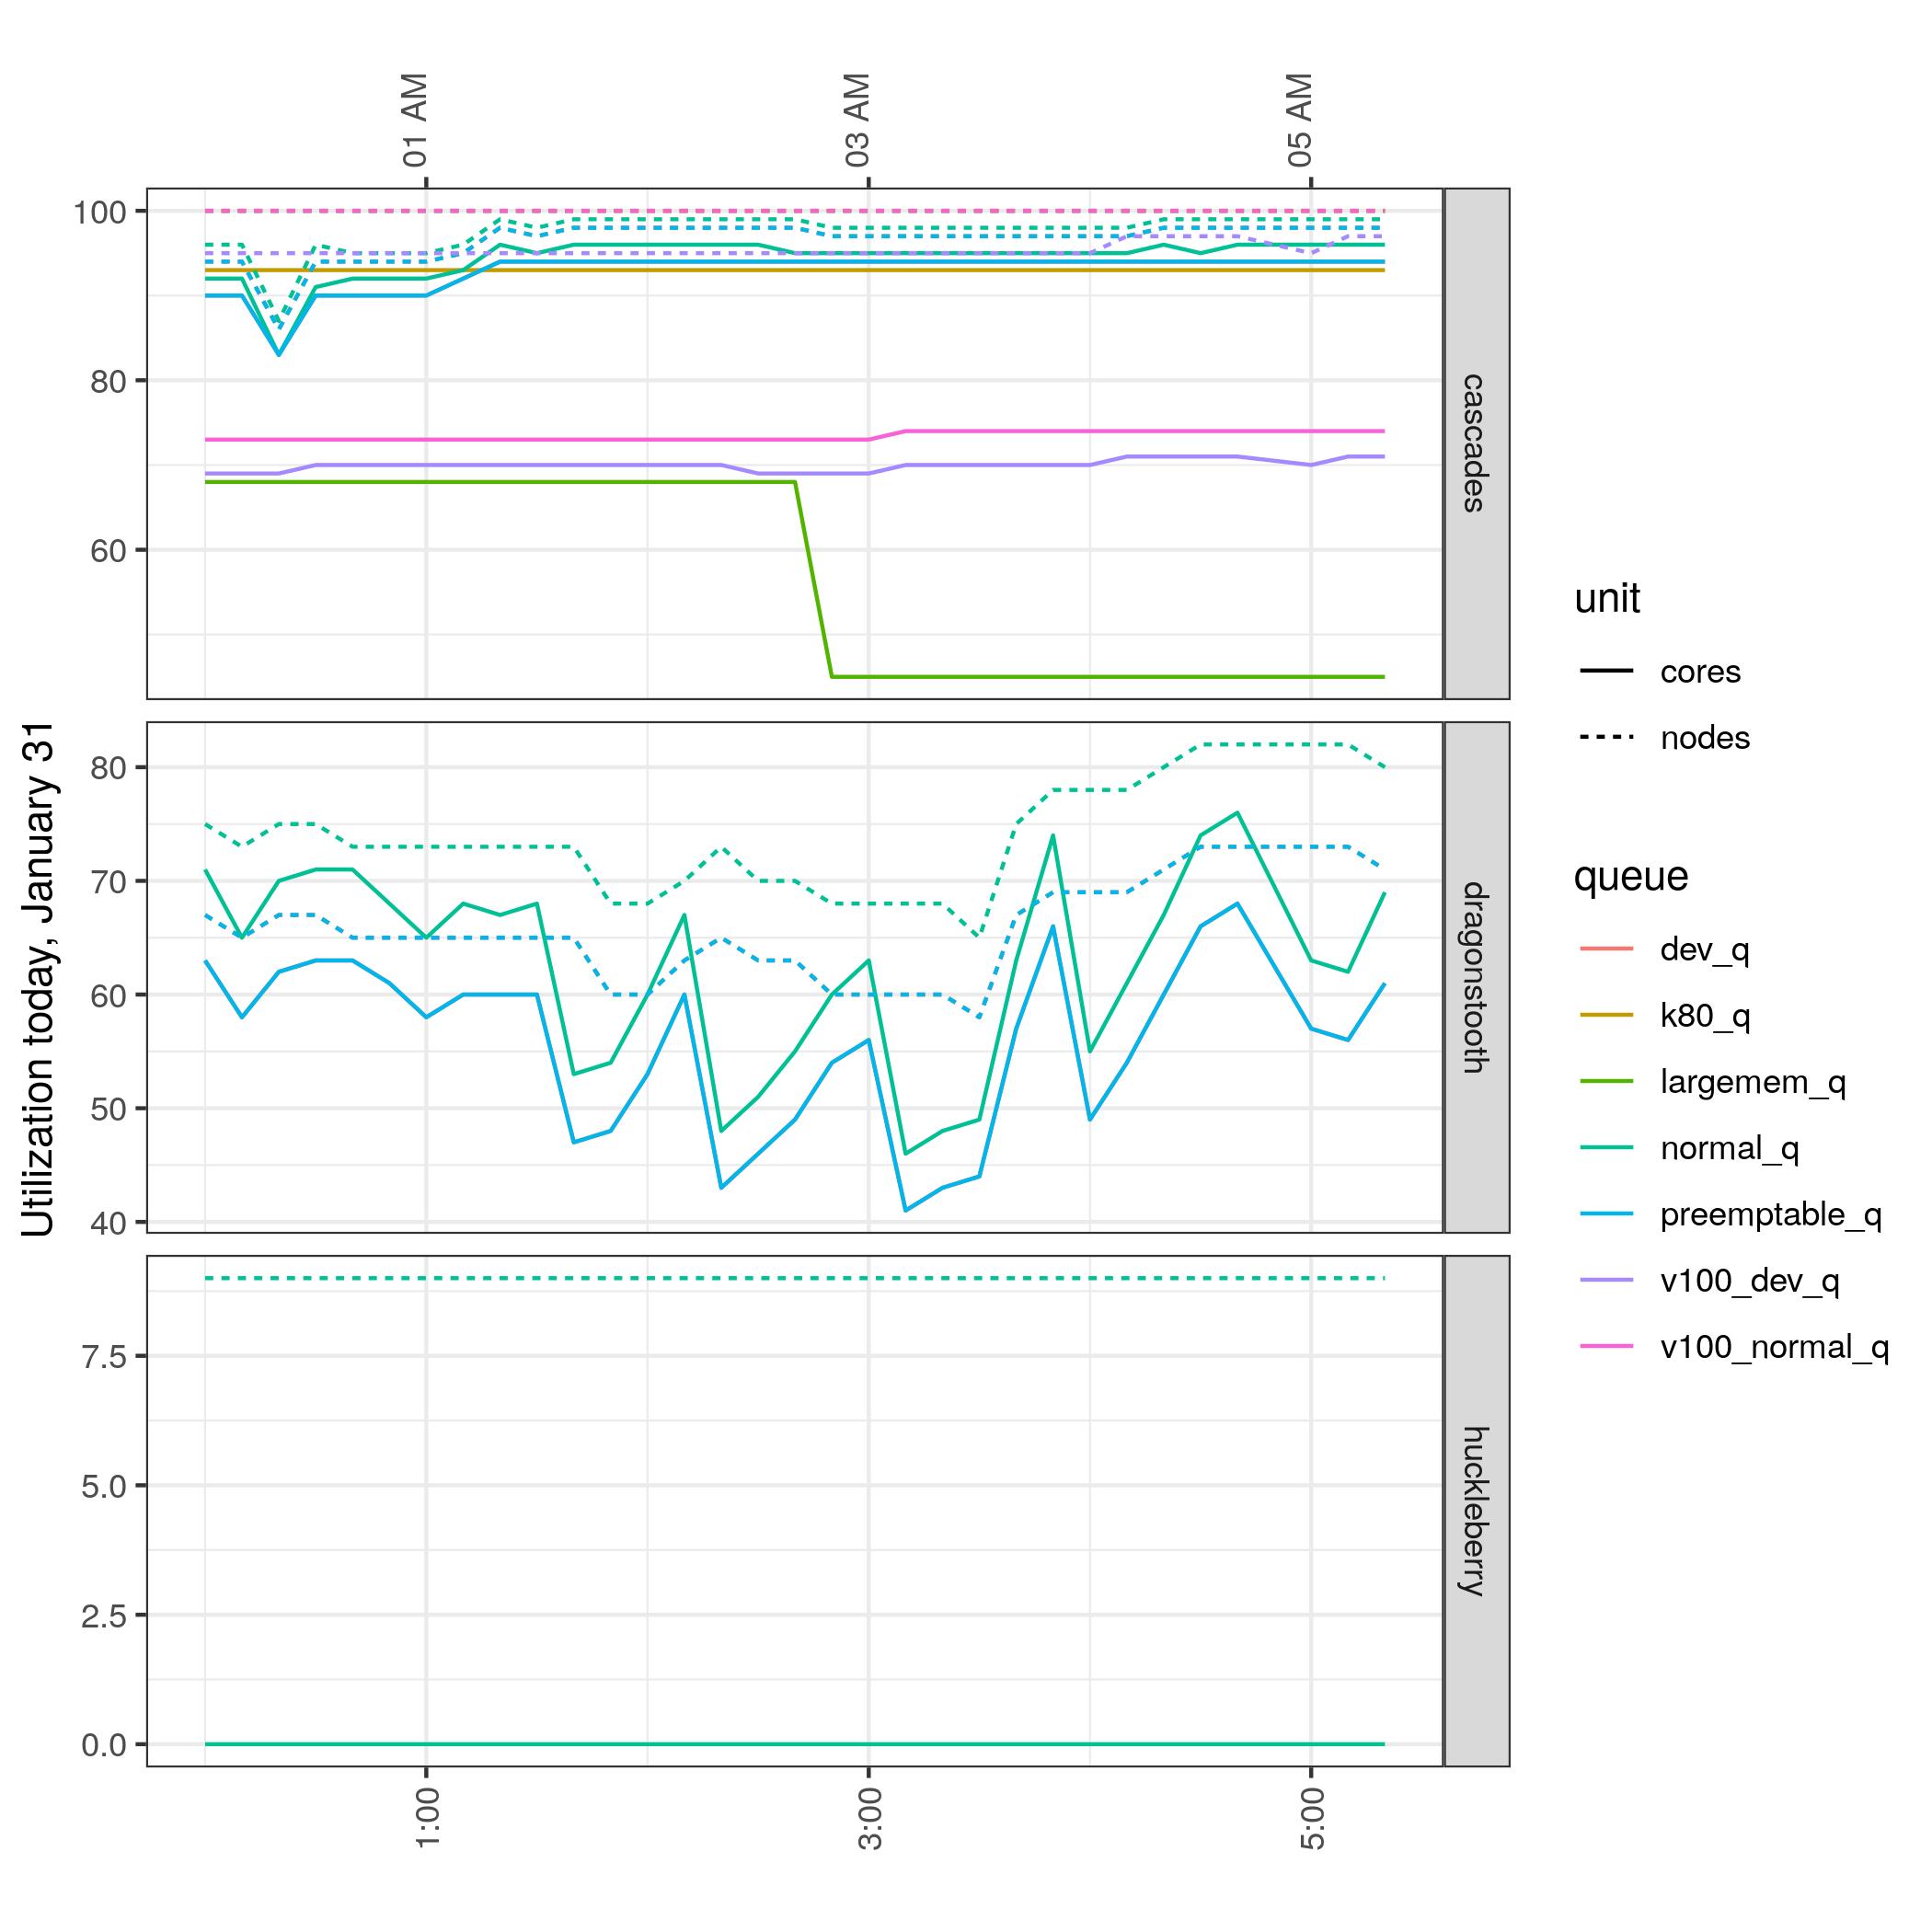 01 AM
03 AM
05 AM
Utilization today, January 31
100
80
60
cascades
80
70
60
50
40
dragonstooth
7.5
5.0
2.5
0.0
huckleberry
1:00
3:00
5:00
unit
cores
nodes
queue
dev_q
k80_q
largemem_q
normal_q
preemptable_q
v100_dev_q
v100_normal_q